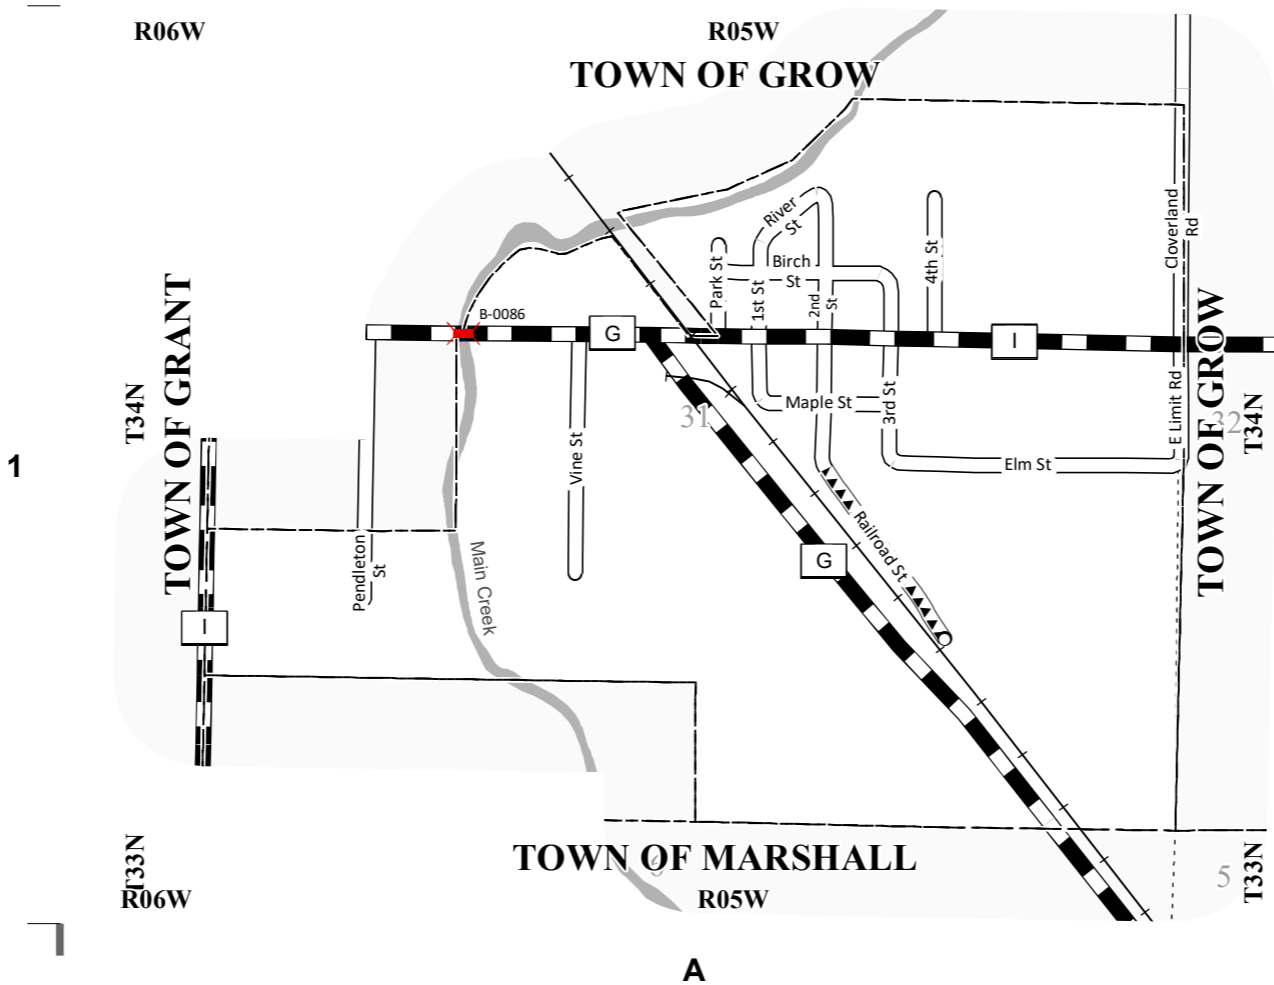 R06W
R05W
TOWN OF GROW
River
St
Cloverland
Rd
Birch
St
Park St
1st St
2nd
St
4th St
B-0086
G
I
TOWN OF GRANT
TOWN OF GROW
T34N
31
Maple St
3rd St
E Limit Rd
32
T34N
1
Vine St
Elm St
Railroad St
Pendleton
St
Main Creek
G
I
T33N
TOWN OF MARSHALL
6
5
T33N
R06W
R05W
A